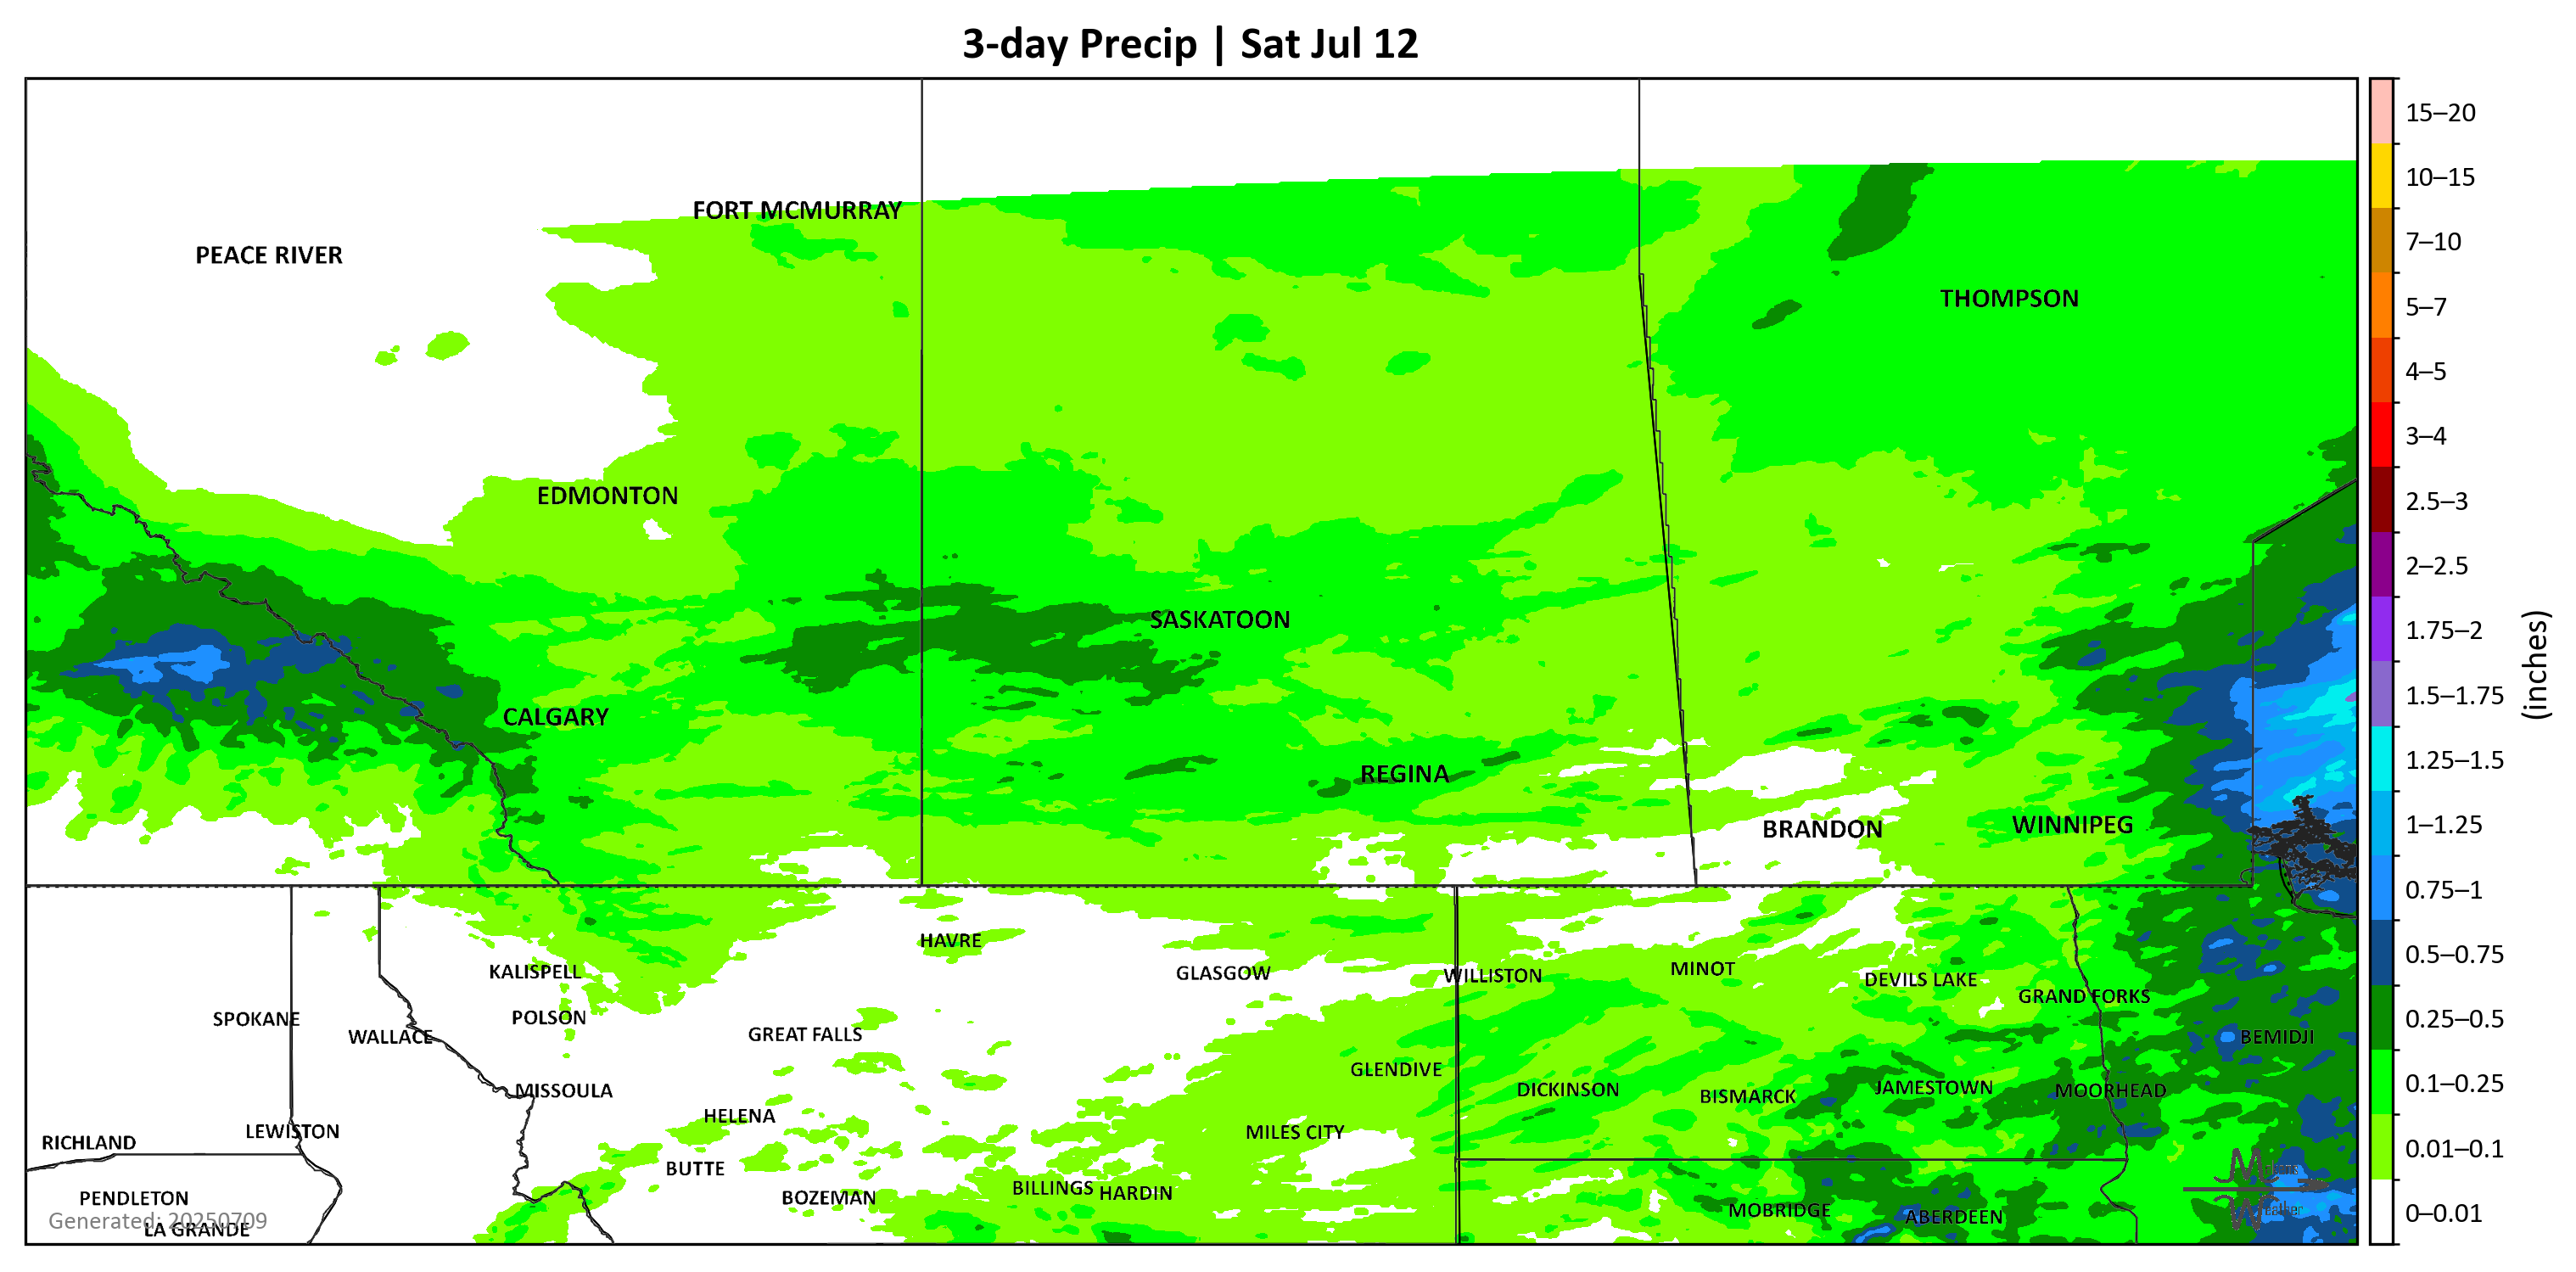 3-day Precip | Sat Jul 12
FORT MCMURRAY
PEACE RIVER
THOMPSON
EDMONTON
SASKATOON
CALGARY
REGINA
BRANDON
WINNIPEG
HAVRE
KALISPELL
GLASGOW
WILLISTON
MINOT
DEVILS LAKE
GRAND FORKS
SPOKANE
WALLACE
POLSON
GREAT FALLS
BEMIDJI
GLENDIVE
MISSOULA
DICKINSON
BISMARCK
JAMESTOWN
MOORHEAD
HELENA
RICHLAND
LEWISTON
MILES CITY
BUTTE
PENDLETON
BOZEMAN
BILLINGS
HARDIN
MOBRIDGE
ABERDEEN
Generated: 20250709
LA GRANDE
15–20
10–15
7–10
5–7
4–5
3–4
2.5–3
2–2.5
1.75–2
1.5–1.75
1.25–1.5
1–1.25
0.75–1
0.5–0.75
0.25–0.5
0.1–0.25
0.01–0.1
0–0.01
(inches)